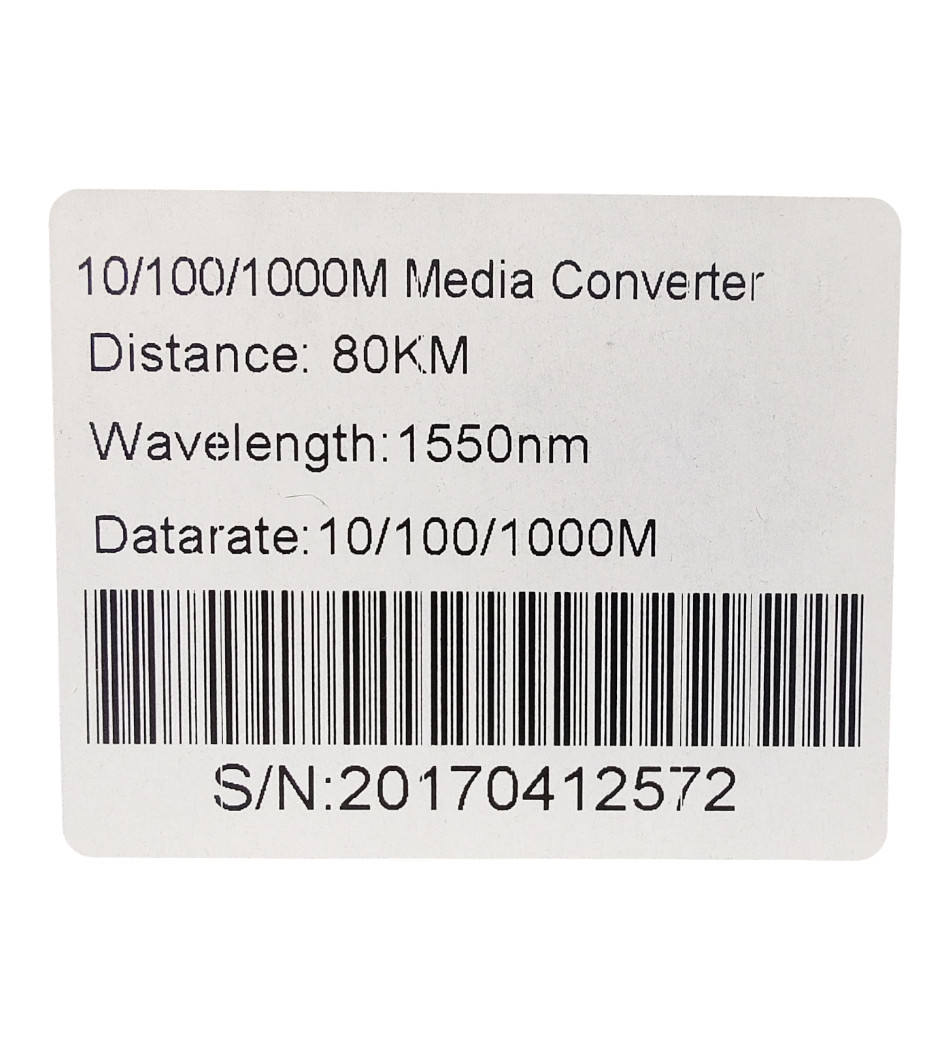 10/100/1000M Media Converter
Distance: 80KM
Wavelength:1550nm
Datarate:10/100/1000M
S/N:20170412572